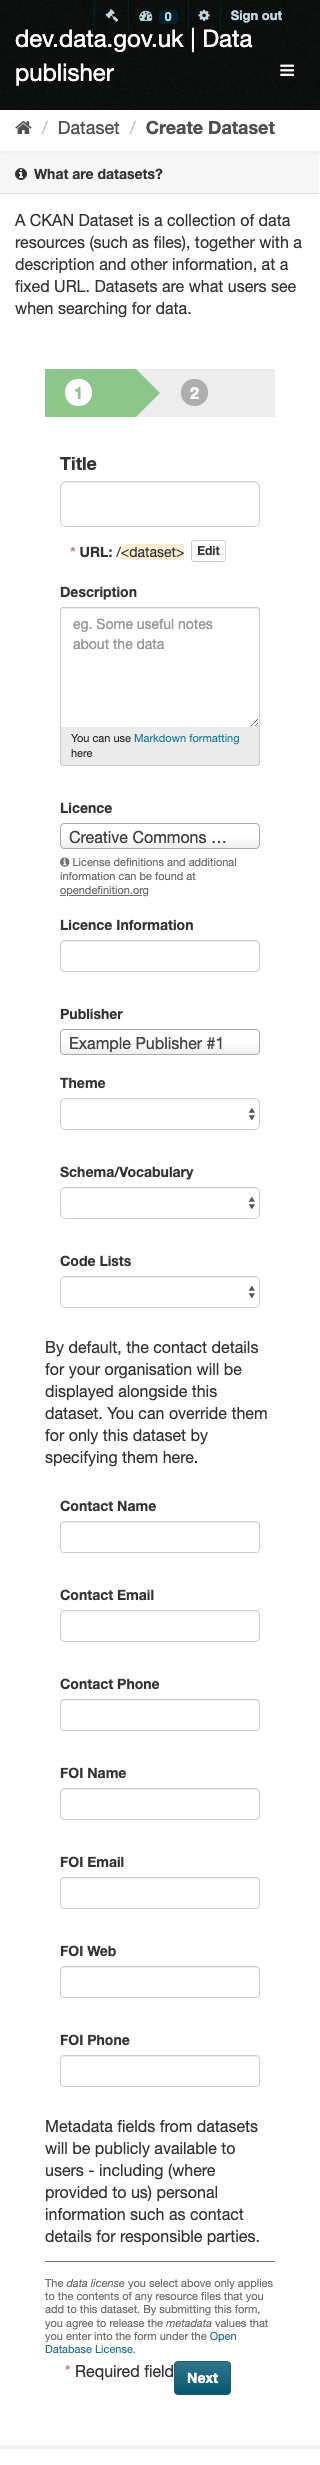 0 Sign out
dev.data.gov.uk | Data
publisher
/ Dataset / Create Dataset
What are datasets?
A CKAN Dataset is a collection of data
resources (such as files), together with a
description and other information, at a
fixed URL. Datasets are what users see
when searching for data.
1 2
Title
* URL: /<dataset> Edit
Description
eg. Some useful notes
about the data
You can use Markdown formatting
here
Licence
Creative Commons ...
License definitions and additional
information can be found at
opendefinition.org
Licence Information
Publisher
Example Publisher #1
Theme
Schema/Vocabulary
Code Lists
By default, the contact details
for your organisation will be
displayed alongside this
dataset. You can override them
for only this dataset by
specifying them here.
Contact Name
Contact Email
Contact Phone
FOI Name
FOI Email
FOI Web
FOI Phone
Metadata fields from datasets
will be publicly available to
users - including (where
provided to us) personal
information such as contact
details for responsible parties.
The data license you select above only applies
to the contents of any resource files that you
add to this dataset. By submitting this form,
you agree to release the metadata values that
you enter into the form under the Open
Database License.
* Required field Next